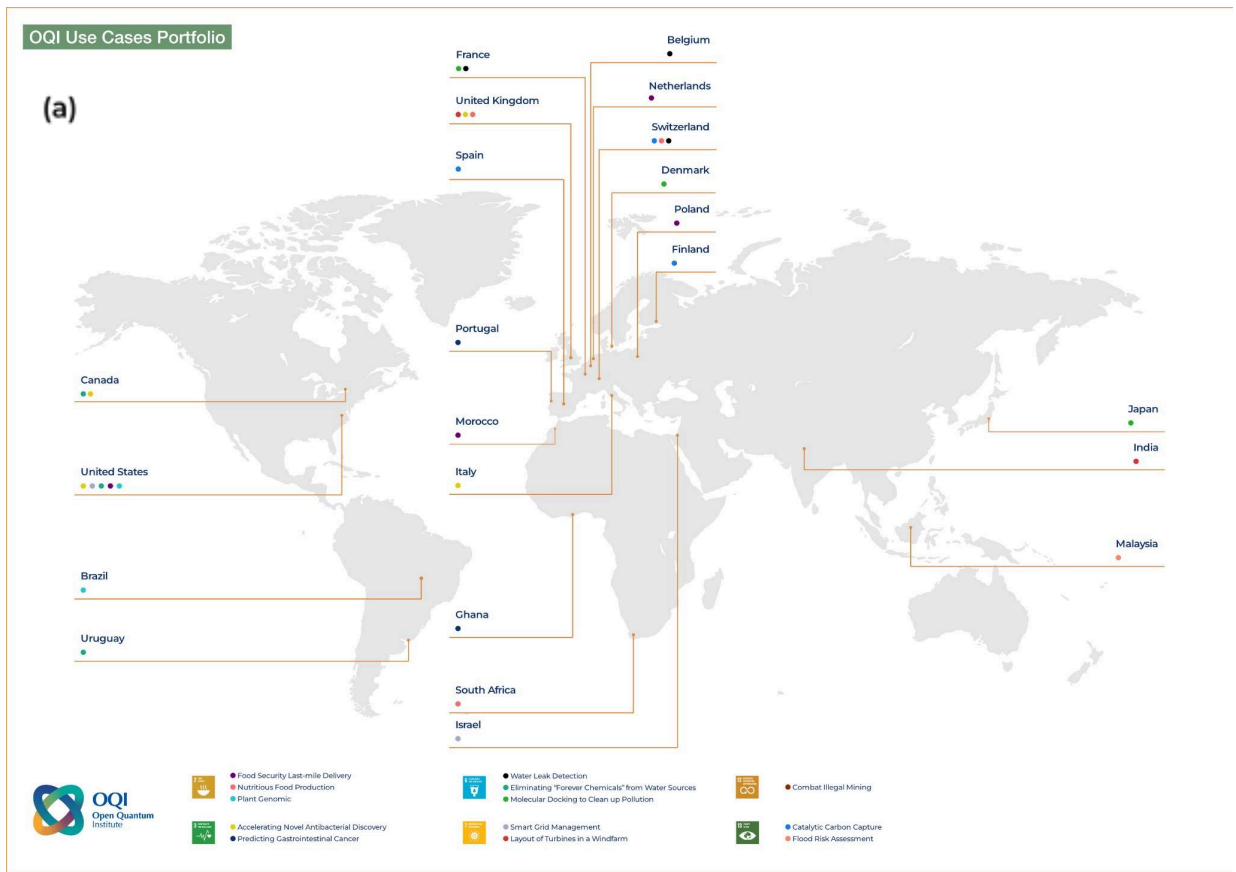 OQI Use Cases Portfolio
(a)
France
Belgium
United Kingdom
Netherlands
Spain
Switzerland
Denmark
Poland
Finland
Portugal
Canada
Morocco
Japan
India
United States
Italy
Malaysia
Brazil
Ghana
Uruguay
South Africa
Israel
OQI
Open Quantum
Institute
Food Security Last-mile Delivery
Nutritious Food Production
Plant Genomic
Accelerating Novel Antibacterial Discovery
Predicting Gastrointestinal Cancer
Water Leak Detection
Eliminating "Forever Chemicals" from Water Sources
Molecular Docking to Clean up Pollution
Smart Grid Management
Layout of Turbines in a Windfarm
Combat Illegal Mining
Catalytic Carbon Capture
Flood Risk Assessment